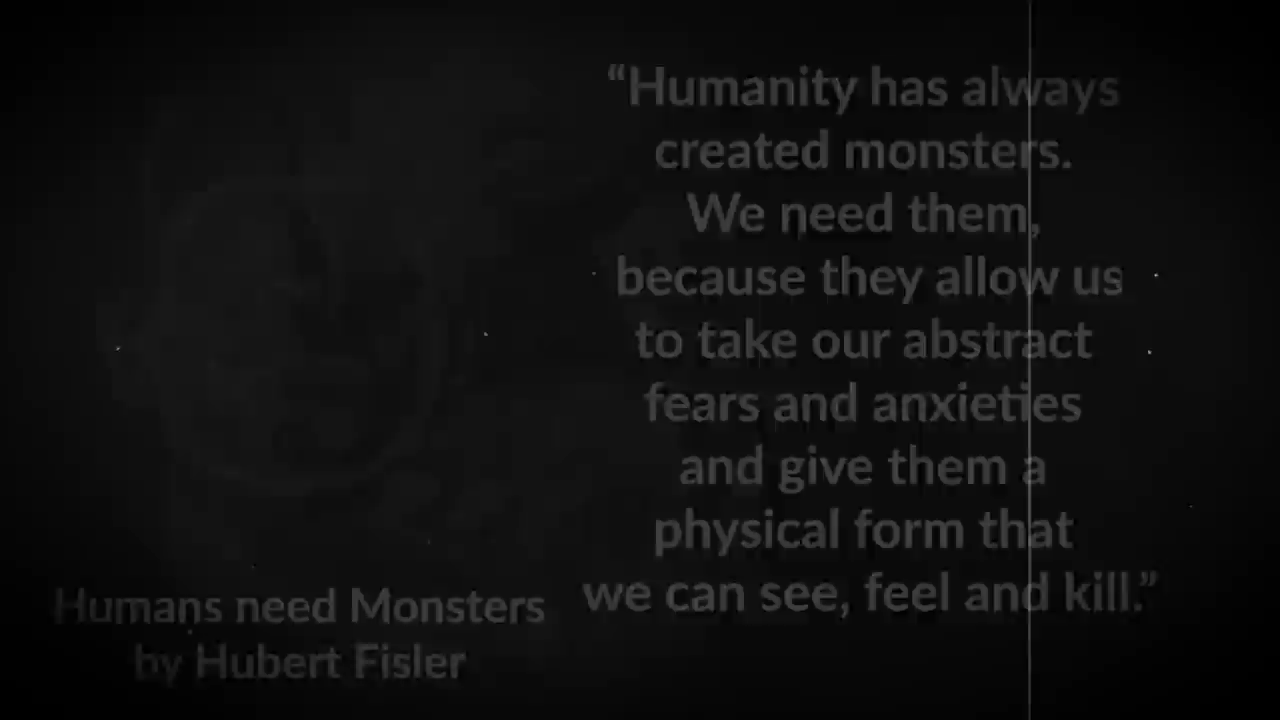 “Humanity has always
created monsters.
We need them,
because they allow us
to take our abstract
fears and anxieties
and give them a
physical form that
we can see, feel and kill.”
Humans need Monsters
by Hubert Fisler